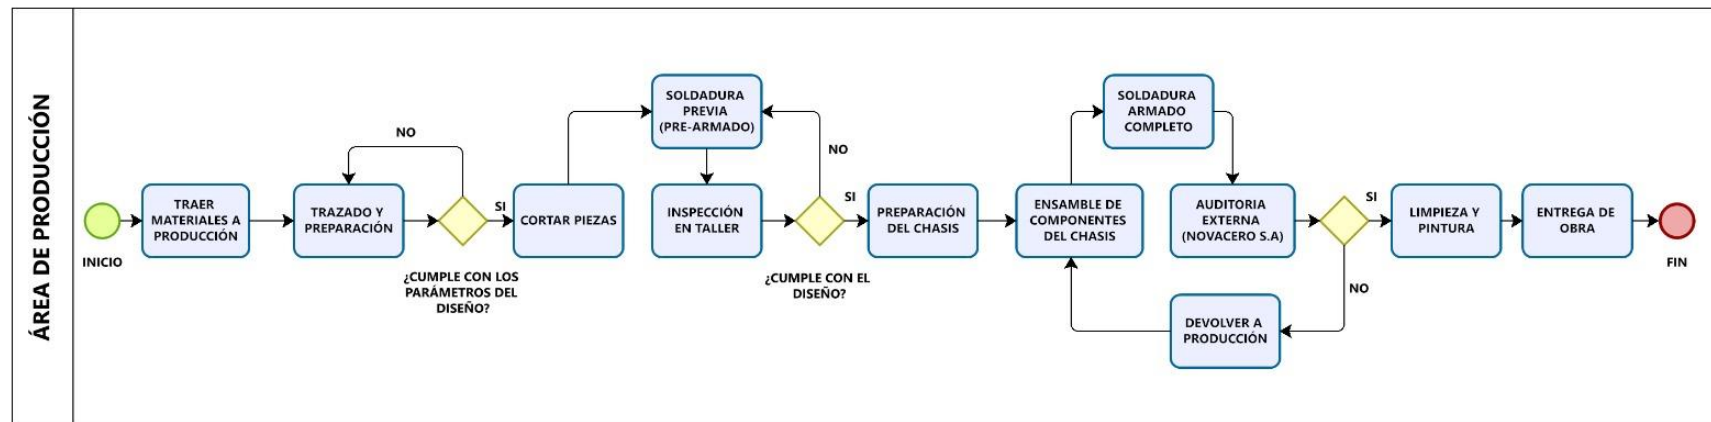 ÁREA DE PRODUCCIÓN
INICIO
TRAER
MATERIALES A
PRODUCCIÓN
TRAZADO Y
PREPARACIÓN
NO
SI
¿CUMPLE CON LOS
PARÁMETROS DEL
DISEÑO?
CORTAR PIEZAS
SOLDADURA
PREVIA
(PRE-ARMADO)
INSPECCIÓN
EN TALLER
NO
SI
¿CUMPLE CON EL
DISEÑO?
PREPARACIÓN
DEL CHASIS
ENSAMBLE DE
COMPONENTES
DEL CHASIS
SOLDADURA
ARMADO
COMPLETO
AUDITORIA
EXTERNA
(NOVACERO S.A)
SI
NO
DEVOLVER A
PRODUCCIÓN
LIMPIEZA Y
PINTURA
ENTREGA DE
OBRA
FIN